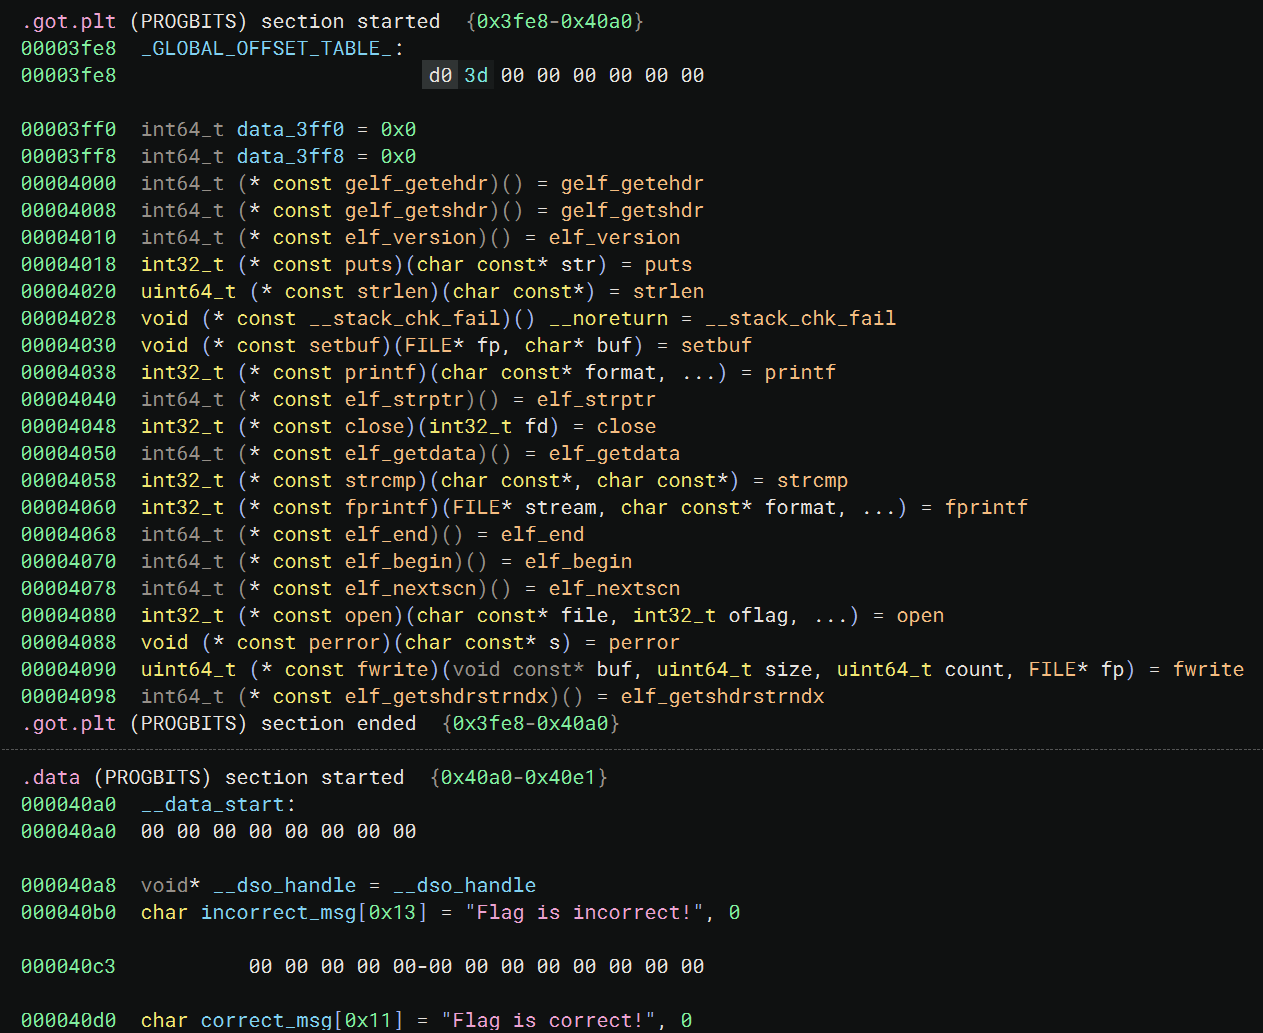 .got.plt (PROGBITS) section started  {0x3fe8-0x40a0}
00003fe8  _GLOBAL_OFFSET_TABLE_:
00003fe8                          d0 3d 00 00 00 00 00 00
00003ff0  int64_t data_3ff0 = 0x0
00003ff8  int64_t data_3ff8 = 0x0
00004000  int64_t (* const gelf_getehdr)() = gelf_getehdr
00004008  int64_t (* const gelf_getshdr)() = gelf_getshdr
00004010  int64_t (* const elf_version)() = elf_version
00004018  int32_t (* const puts)(char const* str) = puts
00004020  uint64_t (* const strlen)(char const*) = strlen
00004028  void (* const __stack_chk_fail)() __noreturn = __stack_chk_fail
00004030  void (* const setbuf)(FILE* fp, char* buf) = setbuf
00004038  int32_t (* const printf)(char const* format, ...) = printf
00004040  int64_t (* const elf_strptr)() = elf_strptr
00004048  int32_t (* const close)(int32_t fd) = close
00004050  int64_t (* const elf_getdata)() = elf_getdata
00004058  int32_t (* const strcmp)(char const*, char const*) = strcmp
00004060  int32_t (* const fprintf)(FILE* stream, char const* format, ...) = fprintf
00004068  int64_t (* const elf_end)() = elf_end
00004070  int64_t (* const elf_begin)() = elf_begin
00004078  int64_t (* const elf_nextscn)() = elf_nextscn
00004080  int32_t (* const open)(char const* file, int32_t oflag, ...) = open
00004088  void (* const perror)(char const* s) = perror
00004090  uint64_t (* const fwrite)(void const* buf, uint64_t size, uint64_t count, FILE* fp) = fwrite
00004098  int64_t (* const elf_getshdrstrndx)() = elf_getshdrstrndx
.got.plt (PROGBITS) section ended  {0x3fe8-0x40a0}
.data (PROGBITS) section started  {0x40a0-0x40e1}
000040a0  __data_start:
000040a0  00 00 00 00 00 00 00 00
000040a8  void* __dso_handle = __dso_handle
000040b0  char incorrect_msg[0x13] = "Flag is incorrect!", 0
000040c3           00 00 00 00 00-00 00 00 00 00 00 00 00
000040d0  char correct_msg[0x11] = "Flag is correct!", 0